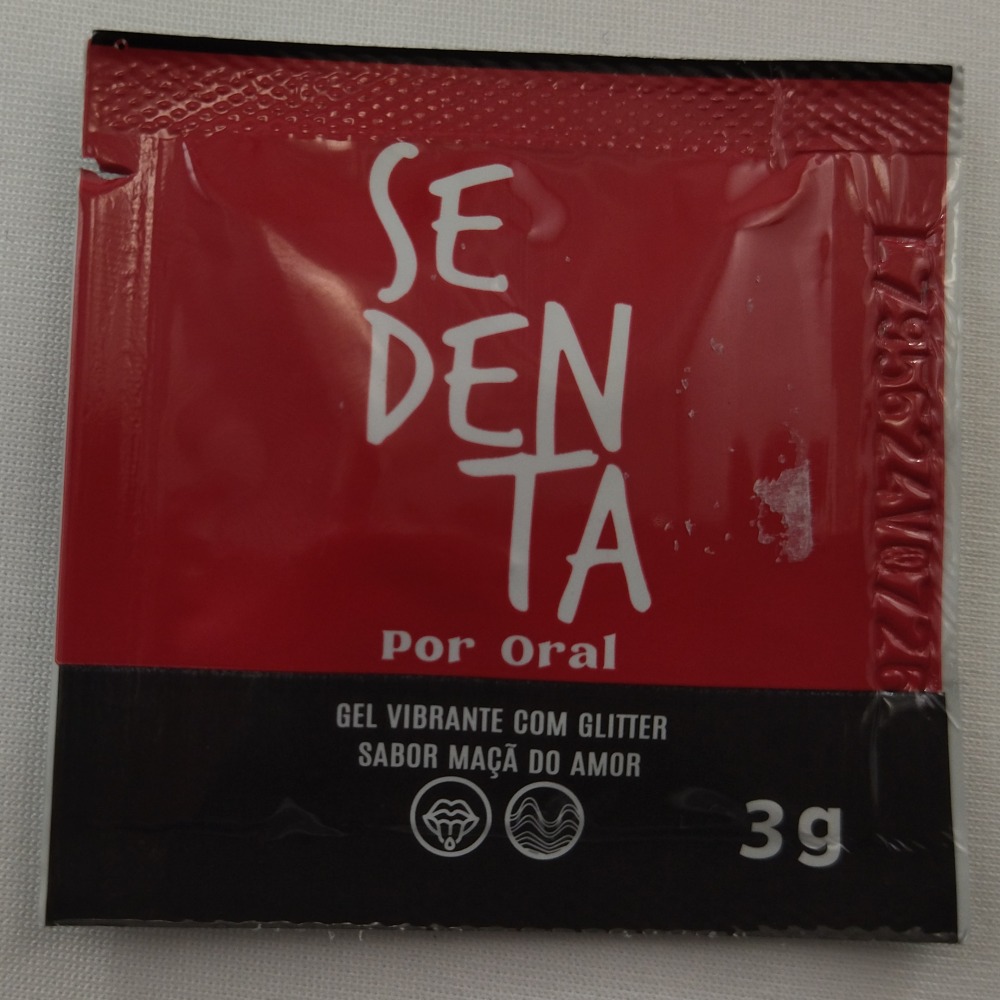 SE
DEN
TA
Por Oral
GEL VIBRANTE COM GLITTER
SABOR MAÇÃ DO AMOR
3g